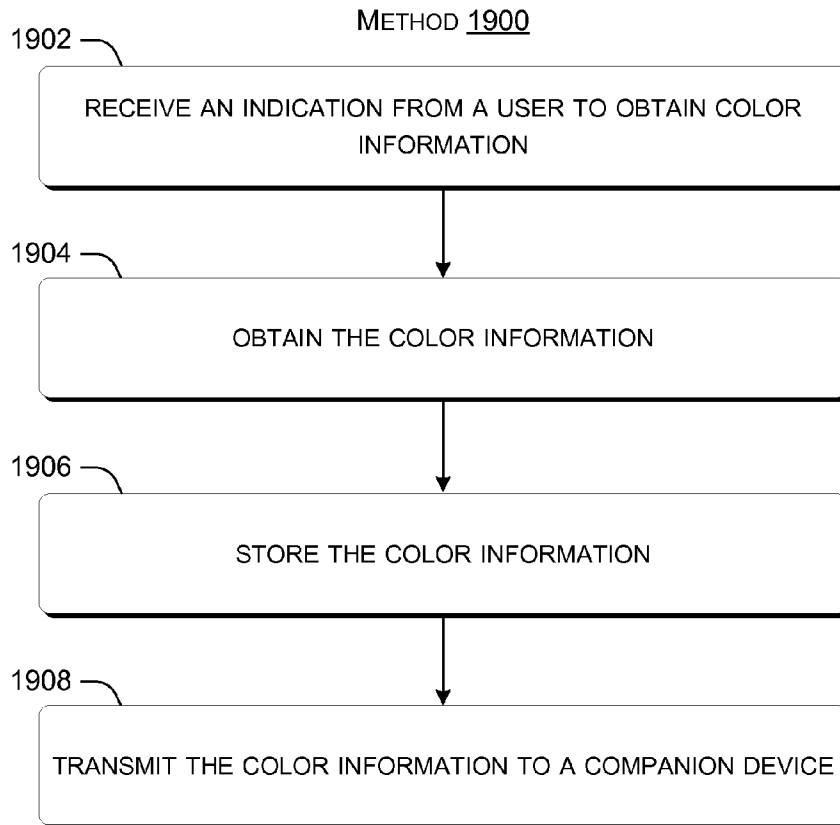 METHOD 1900
1902
RECEIVE AN INDICATION FROM A USER TO OBTAIN COLOR
INFORMATION
1904
OBTAIN THE COLOR INFORMATION
1906
STORE THE COLOR INFORMATION
1908
TRANSMIT THE COLOR INFORMATION TO A COMPANION DEVICE